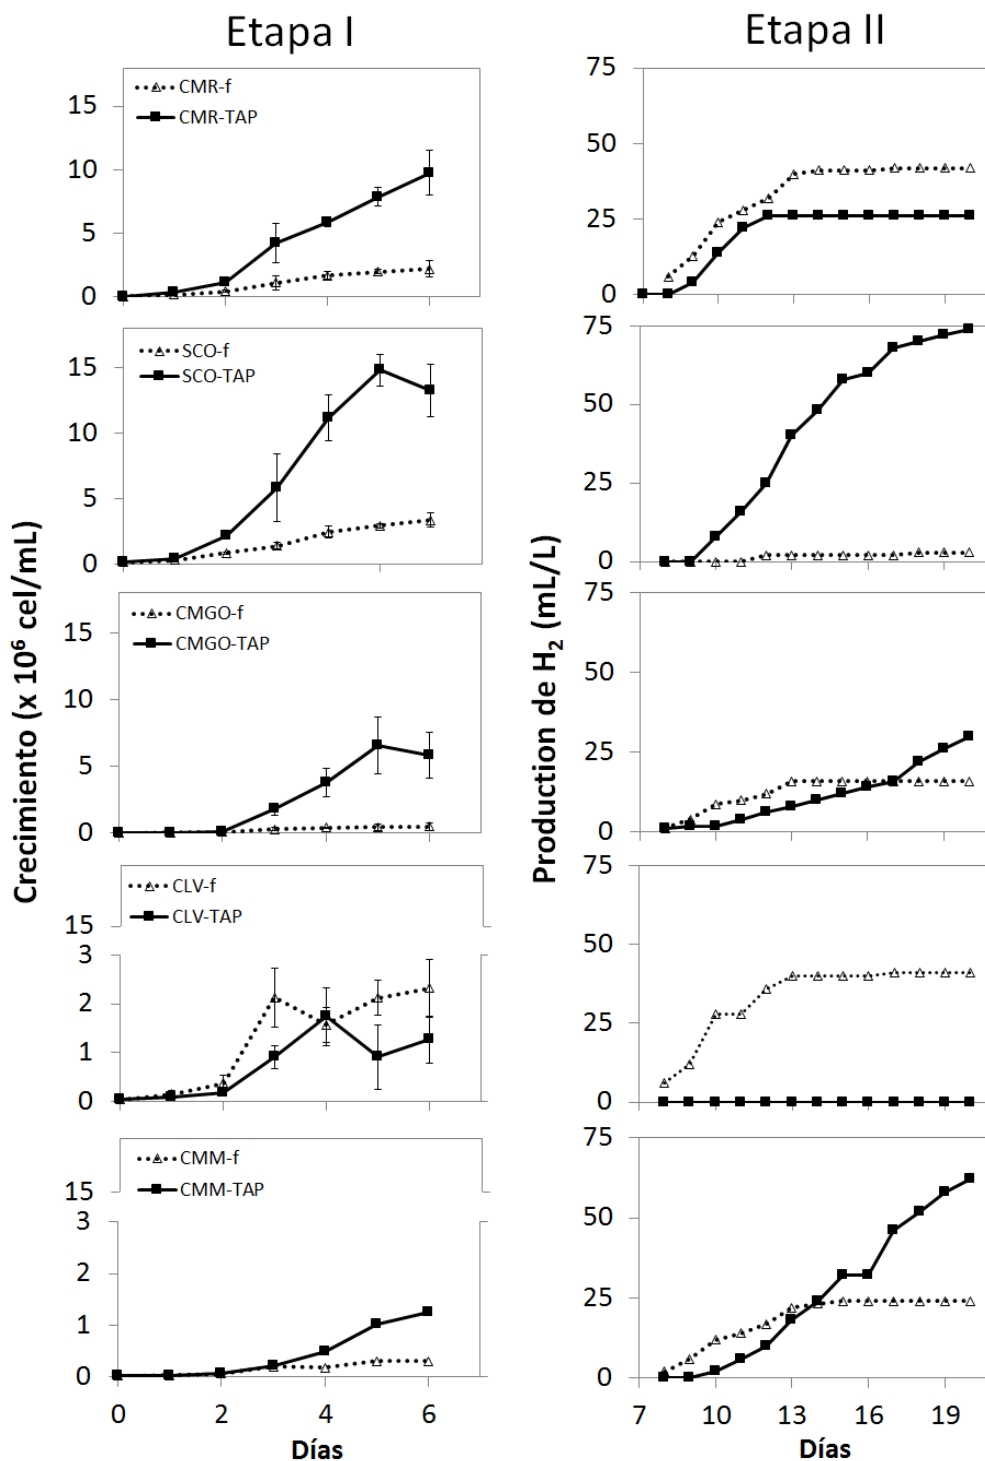 Etapa I
Etapa II
Crecimiento (x 10⁶ cel/mL)
15
10
5
0
CMR-f
CMR-TAP
15
10
5
0
SCO-f
SCO-TAP
15
10
5
0
CMGO-f
CMGO-TAP
15
3
2
1
0
CLV-f
CLV-TAP
15
3
2
1
0
CMM-f
CMM-TAP
0 2 4 6
Días
Production de H₂ (mL/L)
75
50
25
0
75
50
25
0
75
50
25
0
75
50
25
0
75
50
25
0
7 10 13 16 19
Días